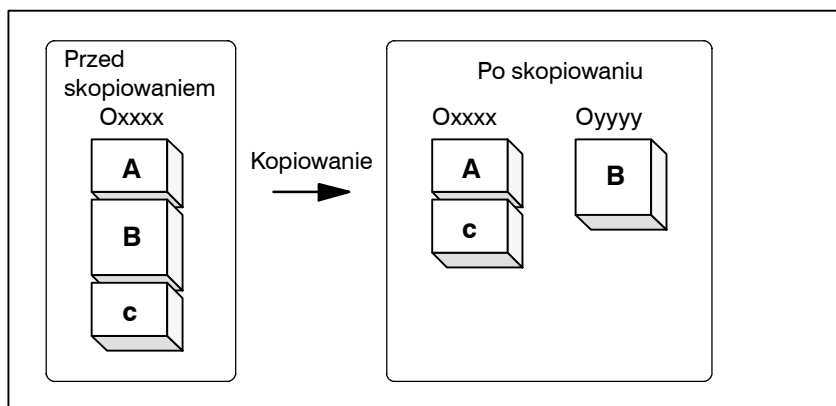 Przed
skopiowaniem
Oxxxx
A
B
c
Kopiowanie
Po skopiowaniu
Oxxxx
Oyyyy
A
c
B